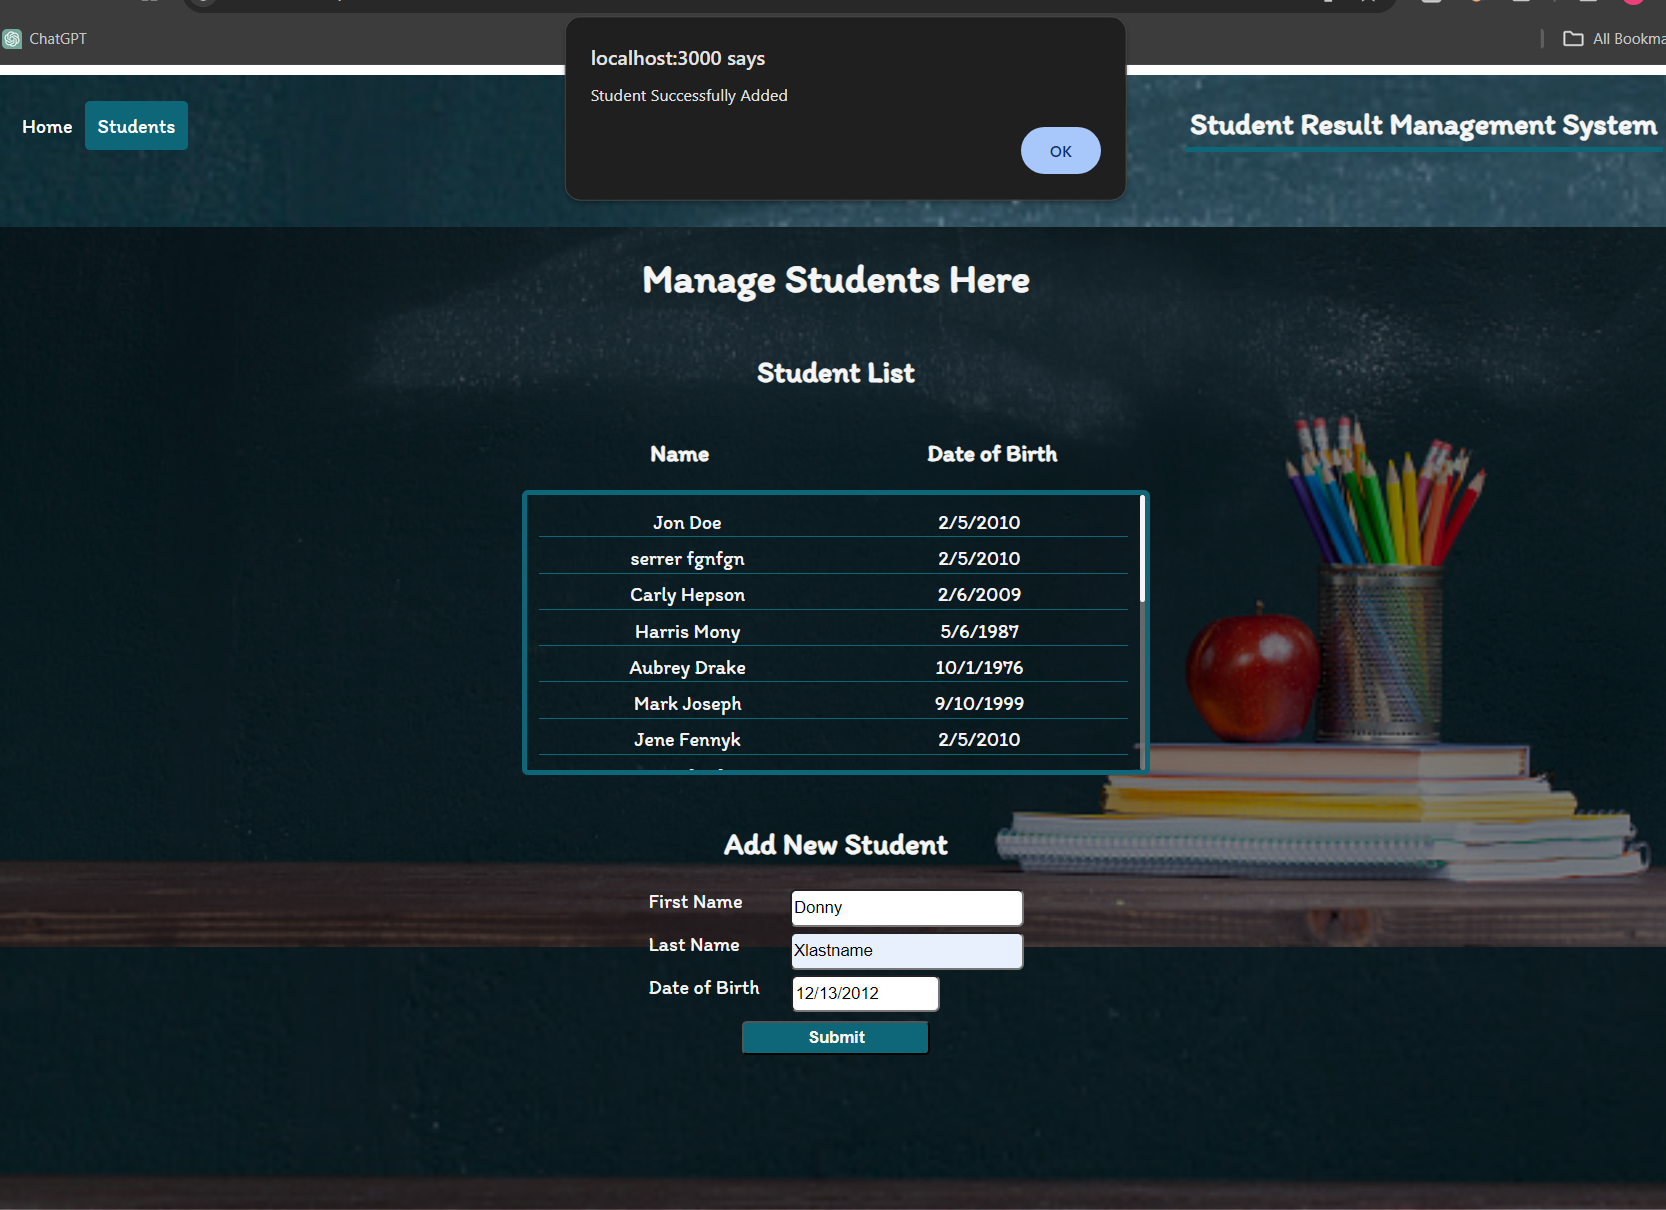 ChatGPT
All Bookma
localhost:3000 says
Student Successfully Added
OK
Home
Students
Student Result Management System
Manage Students Here
Student List
Name Date of Birth
Jon Doe 2/5/2010
serrer fgnfgn 2/5/2010
Carly Hepson 2/6/2009
Harris Mony 5/6/1987
Aubrey Drake 10/1/1976
Mark Joseph 9/10/1999
Jene Fennyk 2/5/2010
Add New Student
First Name Donny
Last Name Xlastname
Date of Birth 12/13/2012
Submit